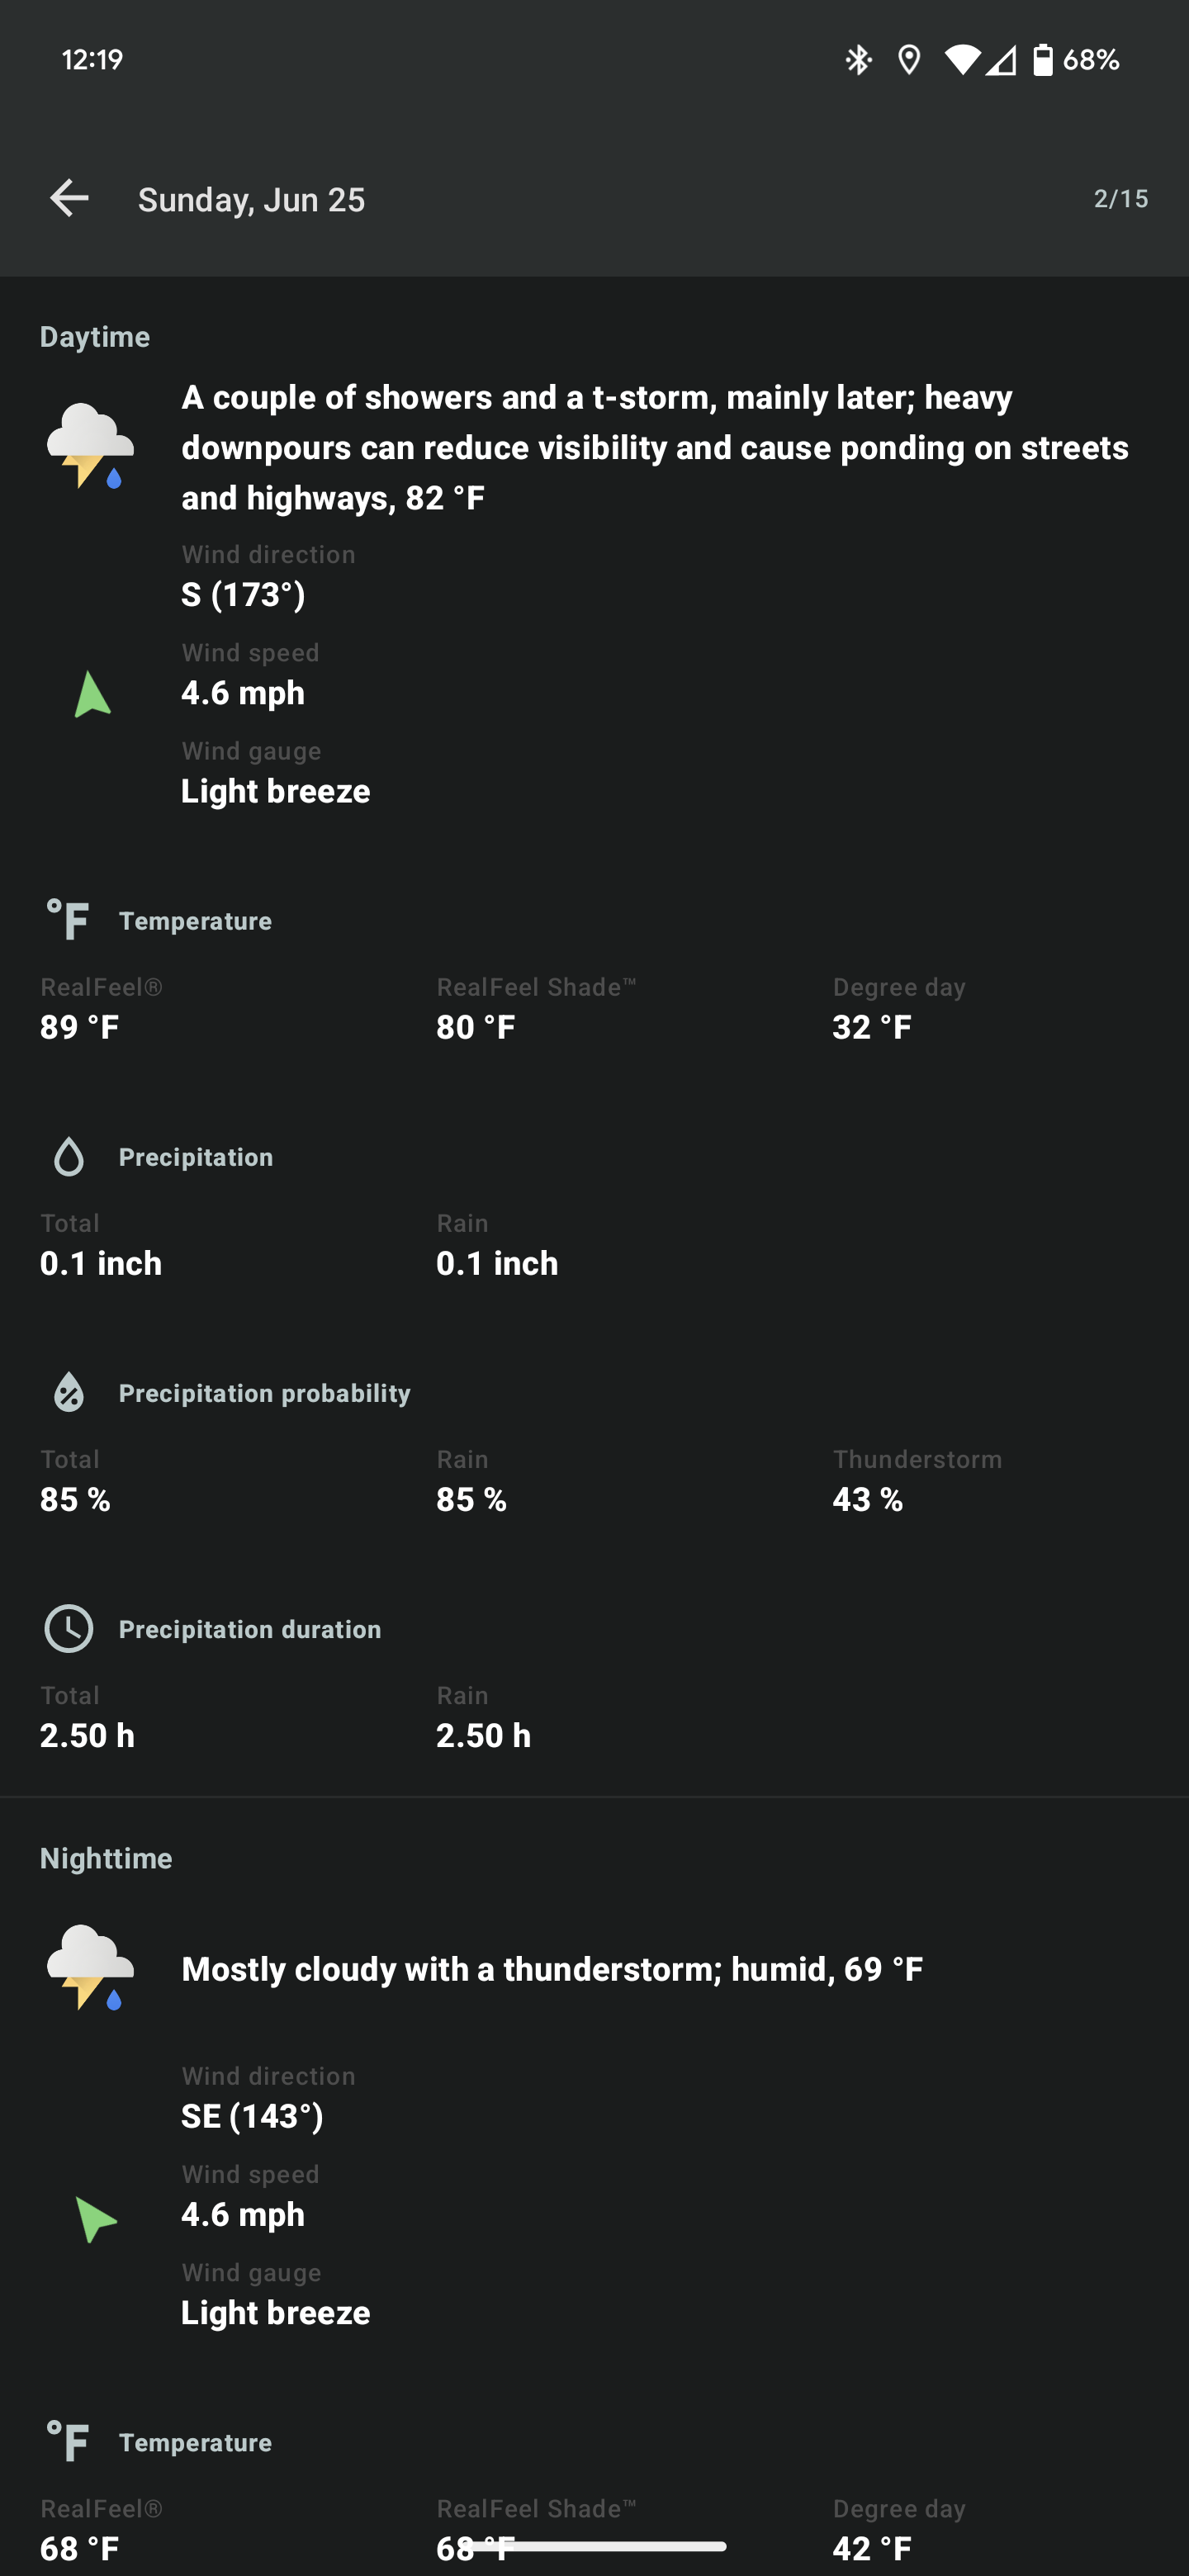 12:19
68%
Sunday, Jun 25
2/15
Daytime
A couple of showers and a t-storm, mainly later; heavy
downpours can reduce visibility and cause ponding on streets
and highways, 82 °F
Wind direction
S (173°)
Wind speed
4.6 mph
Wind gauge
Light breeze
°F Temperature
RealFeel® RealFeel Shade™ Degree day
89 °F 80 °F 32 °F
Precipitation
Total Rain
0.1 inch 0.1 inch
Precipitation probability
Total Rain Thunderstorm
85 % 85 % 43 %
Precipitation duration
Total Rain
2.50 h 2.50 h
Nighttime
Mostly cloudy with a thunderstorm; humid, 69 °F
Wind direction
SE (143°)
Wind speed
4.6 mph
Wind gauge
Light breeze
°F Temperature
RealFeel® RealFeel Shade™ Degree day
68 °F 68 °F 42 °F